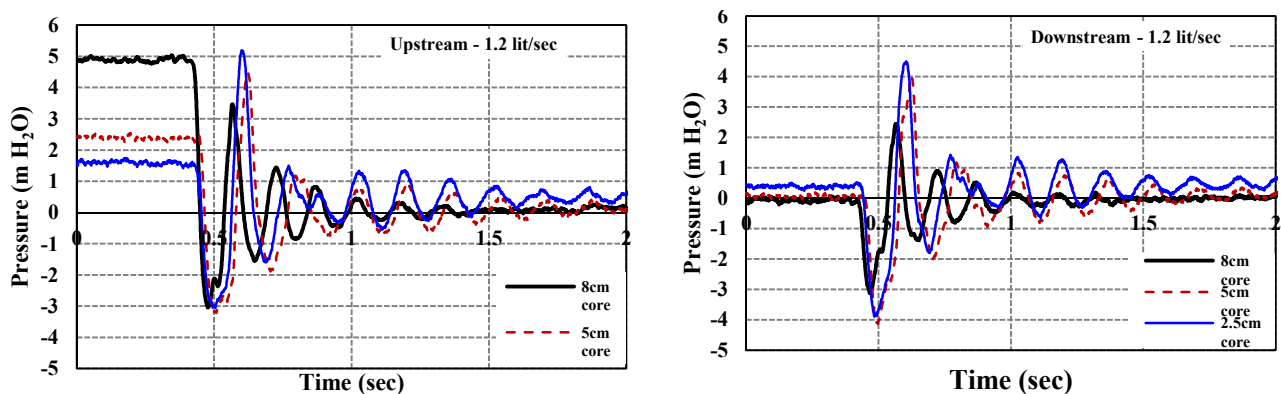 Upstream - 1.2 lit/sec
Pressure (m H2O)
6
5
4
3
2
1
0
-1
-2
-3
-4
-5
0
0.5
1
1.5
2
8cm
core
5cm
core
Time (sec)
Downstream - 1.2 lit/sec
Pressure (m H2O)
6
5
4
3
2
1
0
-1
-2
-3
-4
-5
0
0.5
1
1.5
2
8cm
core
5cm
core
2.5cm
core
Time (sec)